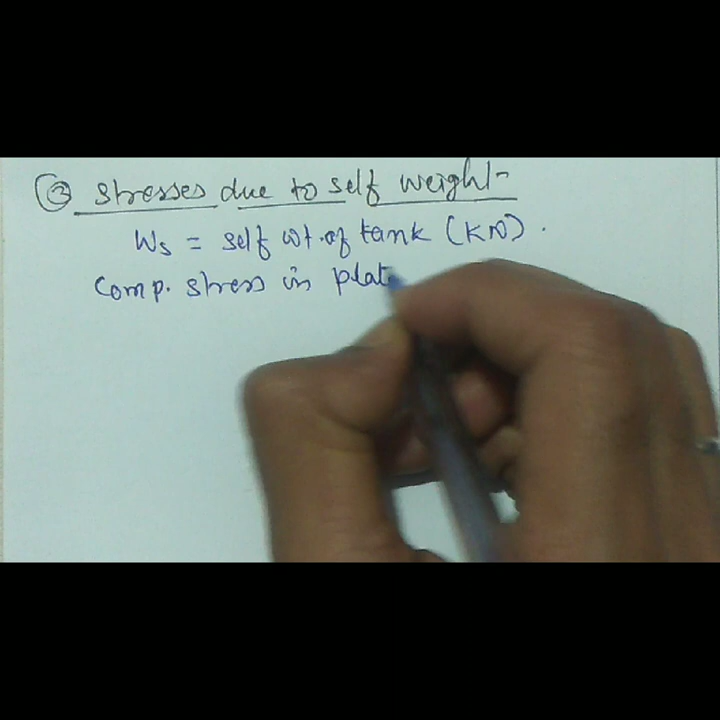 ③ Stresses due to self weight-
Ws = self wt. of tank (KN).
Comp. stress in plat